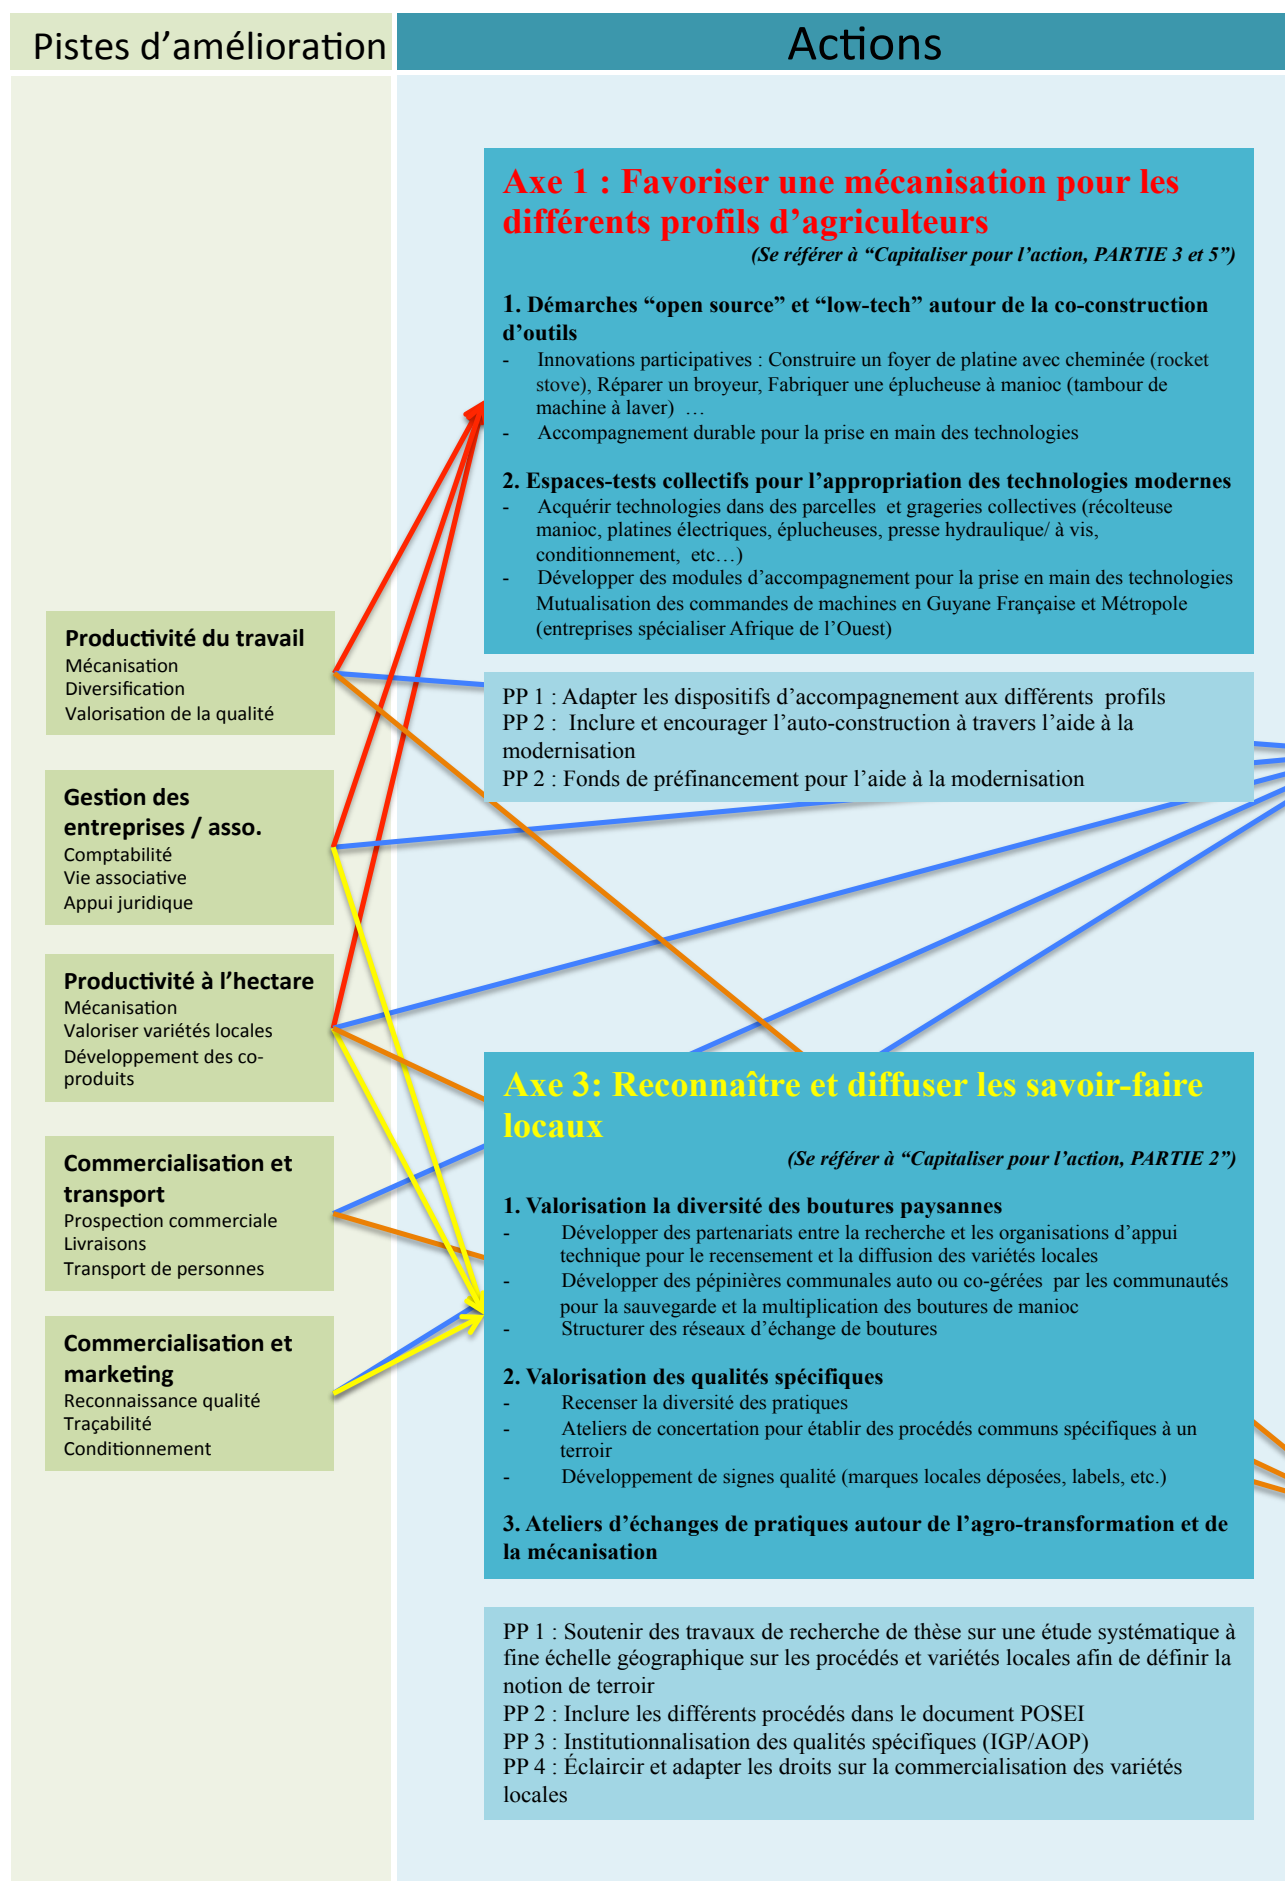 Pistes d’amélioration
Actions
Productivité du travail
Mécanisation
Diversification
Valorisation de la qualité
Gestion des
entreprises / asso.
Comptabilité
Vie associative
Appui juridique
Productivité à l’hectare
Mécanisation
Valoriser variétés locales
Développement des co-
produits
Commercialisation et
transport
Prospection commerciale
Livraisons
Transport de personnes
Commercialisation et
marketing
Reconnaissance qualité
Traçabilité
Conditionnement
Axe 1 : Favoriser une mécanisation pour les
différents profils d’agriculteurs
(Se référer à “Capitaliser pour l’action, PARTIE 3 et 5”)
1. Démarches “open source” et “low-tech” autour de la co-construction
d’outils
- Innovations participatives : Construire un foyer de platine avec cheminée (rocket
stove), Réparer un broyeur, Fabriquer une éplucheuse à manioc (tambour de
machine à laver) …
- Accompagnement durable pour la prise en main des technologies
2. Espaces-tests collectifs pour l’appropriation des technologies modernes
- Acquérir technologies dans des parcelles et grageries collectives (récolteuse
manioc, platines électriques, éplucheuses, presse hydraulique/ à vis,
conditionnement, etc…)
- Développer des modules d’accompagnement pour la prise en main des technologies
Mutualisation des commandes de machines en Guyane Française et Métropole
(entreprises spécialiser Afrique de l’Ouest)
PP 1 : Adapter les dispositifs d’accompagnement aux différents profils
PP 2 : Inclure et encourager l’auto-construction à travers l’aide à la
modernisation
PP 2 : Fonds de préfinancement pour l’aide à la modernisation
Axe 3: Reconnaître et diffuser les savoir-faire
locaux
(Se référer à “Capitaliser pour l’action, PARTIE 2”)
1. Valorisation la diversité des boutures paysannes
- Développer des partenariats entre la recherche et les organisations d’appui
technique pour le recensement et la diffusion des variétés locales
- Développer des pépinières communales auto ou co-gérées par les communautés
pour la sauvegarde et la multiplication des boutures de manioc
- Structurer des réseaux d’échange de boutures
2. Valorisation des qualités spécifiques
- Recenser la diversité des pratiques
- Ateliers de concertation pour établir des procédés communs spécifiques à un
terroir
- Développement de signes qualité (marques locales déposées, labels, etc.)
3. Ateliers d’échanges de pratiques autour de l’agro-transformation et de
la mécanisation
PP 1 : Soutenir des travaux de recherche de thèse sur une étude systématique à
fine échelle géographique sur les procédés et variétés locales afin de définir la
notion de terroir
PP 2 : Inclure les différents procédés dans le document POSEI
PP 3 : Institutionnalisation des qualités spécifiques (IGP/AOP)
PP 4 : Éclaircir et adapter les droits sur la commercialisation des variétés
locales